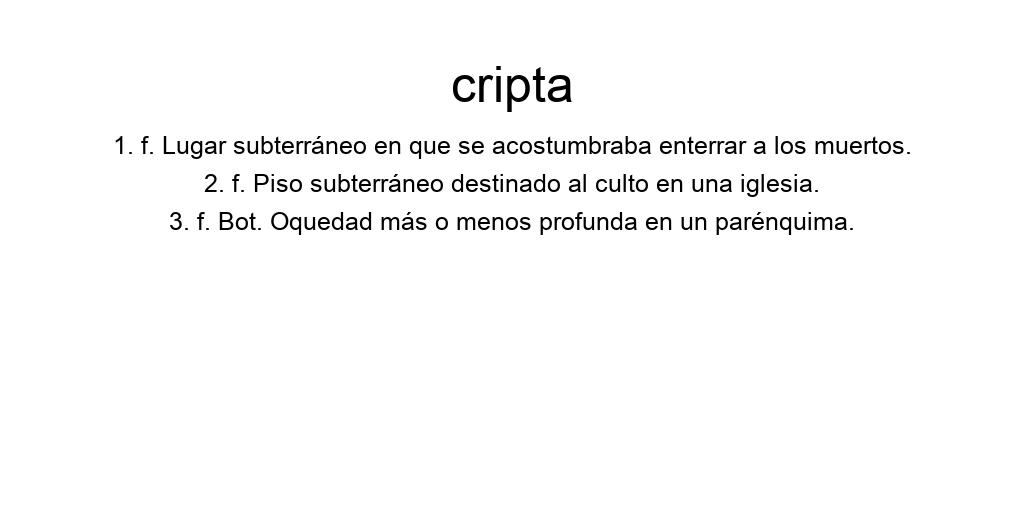 cripta
1. f. Lugar subterráneo en que se acostumbraba enterrar a los muertos.
2. f. Piso subterráneo destinado al culto en una iglesia.
3. f. Bot. Oquedad más o menos profunda en un parénquima.